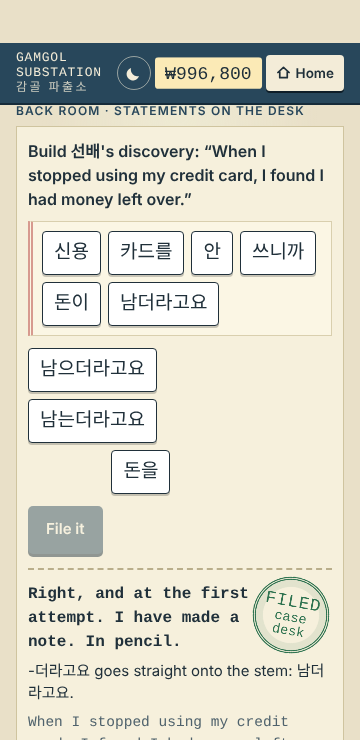 GAMGOL
SUBSTATION
감골 파출소
₩996,800
Home
BACK ROOM · STATEMENTS ON THE DESK
Build 선배's discovery: “When I
stopped using my credit card, I found I
had money left over.”
신용 카드를 안 쓰니까
돈이 남더라고요
남으더라고요
남는더라고요
돈을
File it
Right, and at the first
attempt. I have made a
note. In pencil.
FILED
case
desk
-더라고요 goes straight onto the stem: 남더
라고요.
When I stopped using my credit